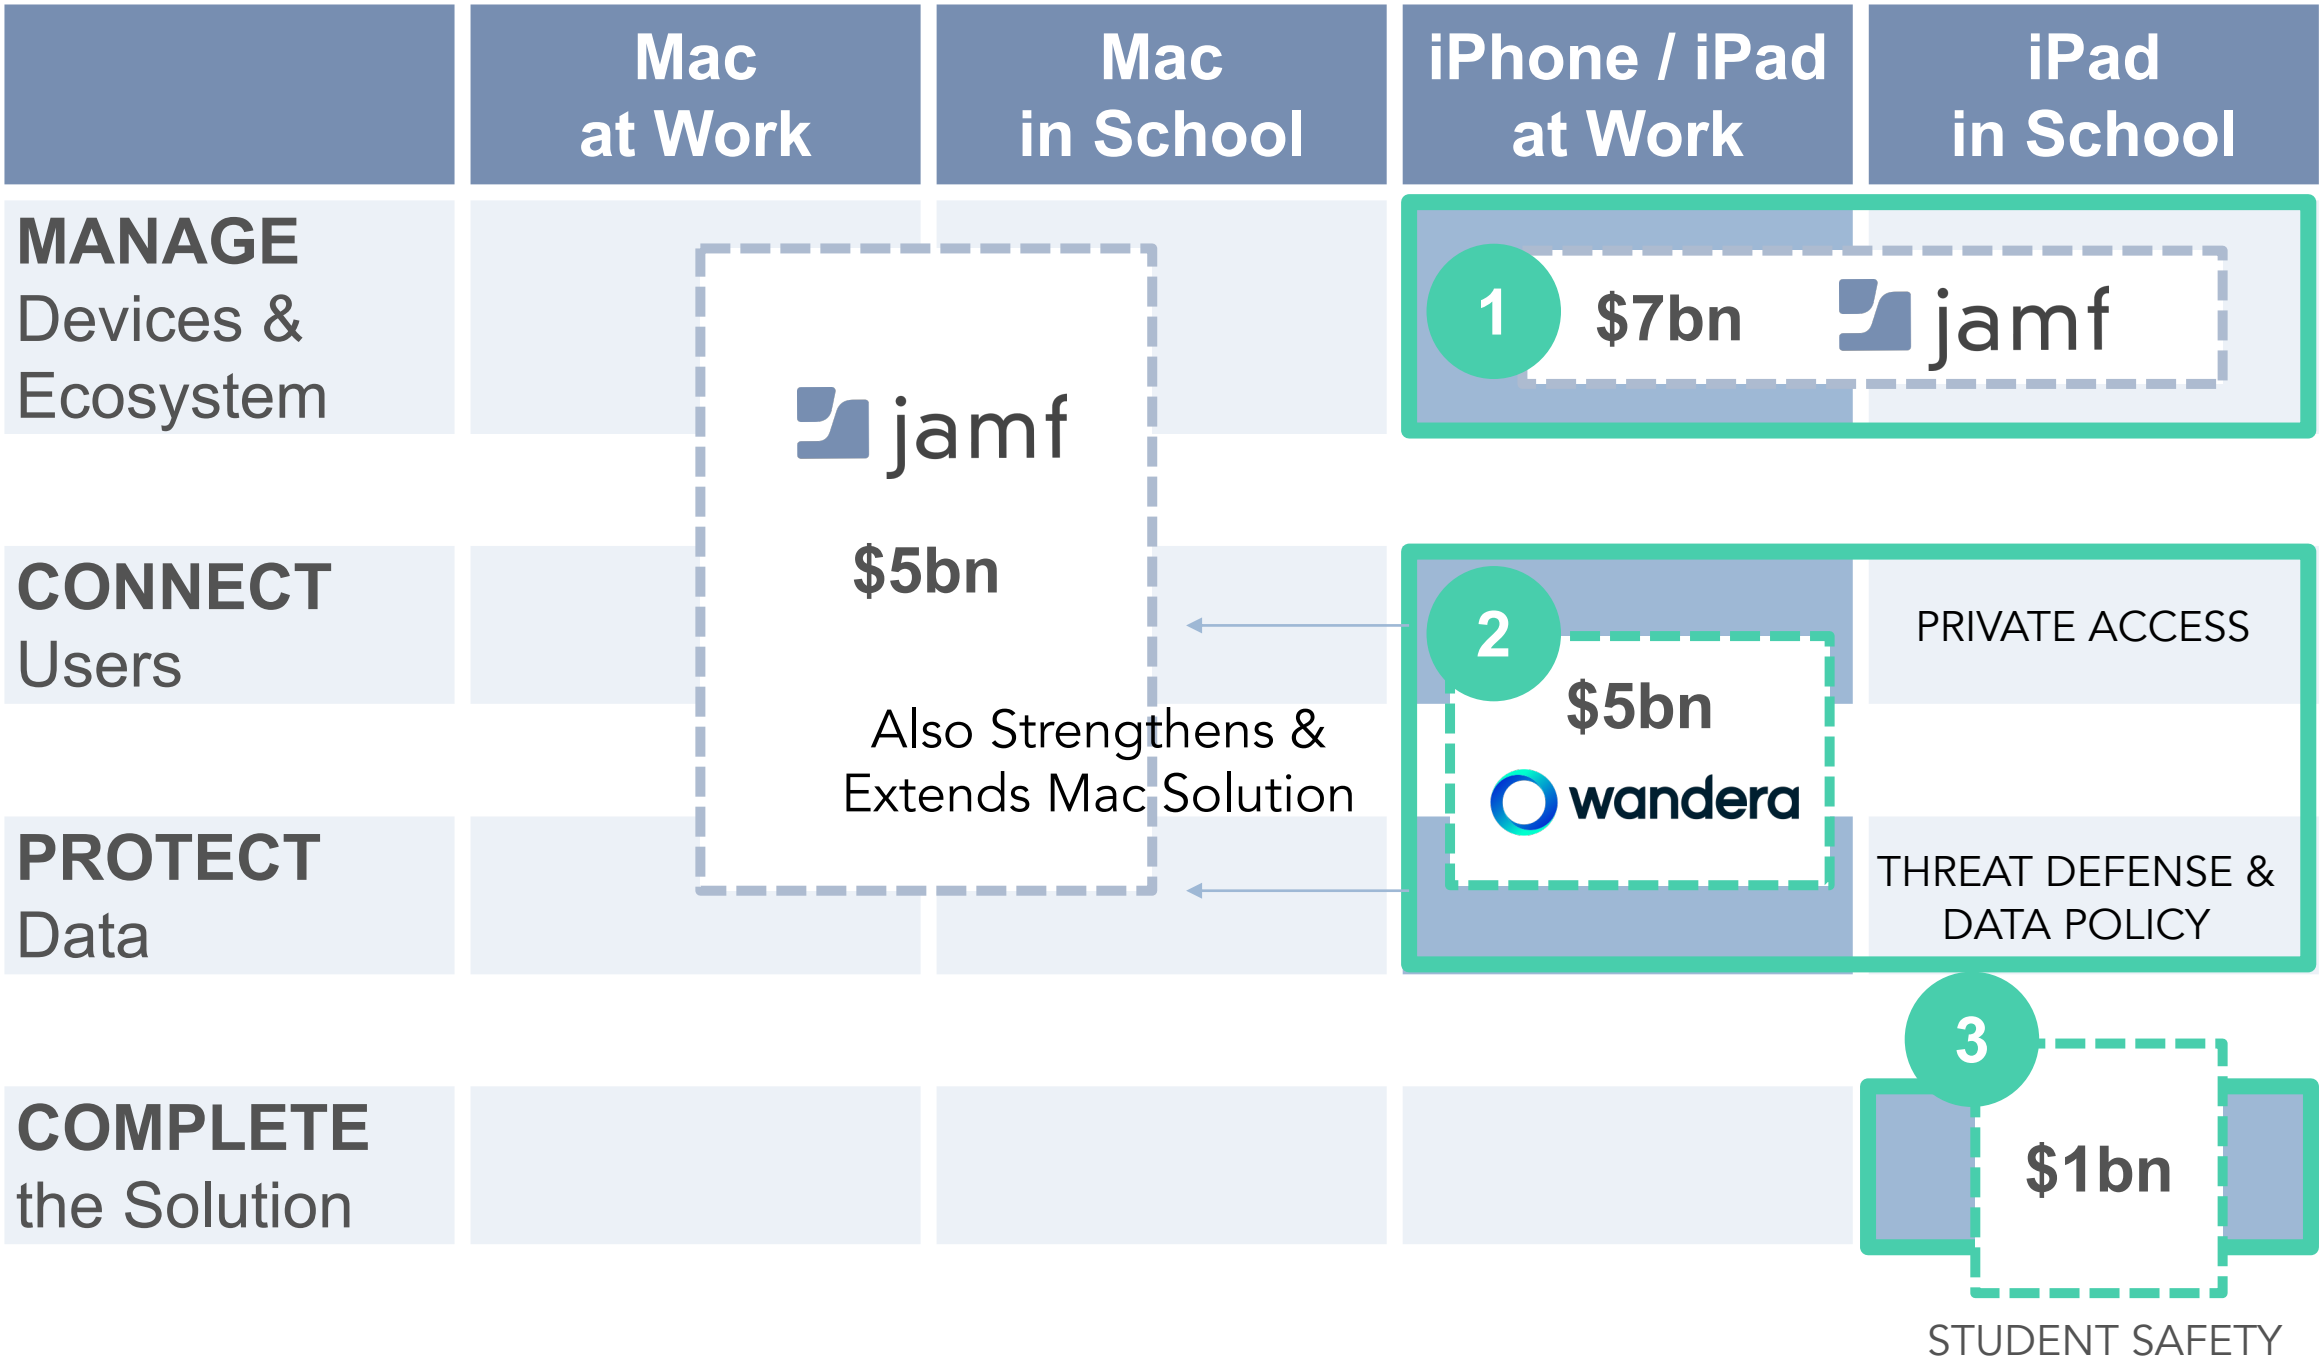 Mac
at Work
Mac
in School
iPhone / iPad
at Work
iPad
in School
MANAGE
Devices &
Ecosystem
jamf
$5bn
1
$7bn
jamf
CONNECT
Users
2
$5bn
wandera
PRIVATE ACCESS
Also Strengthens &
Extends Mac Solution
PROTECT
Data
THREAT DEFENSE &
DATA POLICY
COMPLETE
the Solution
3
$1bn
STUDENT SAFETY